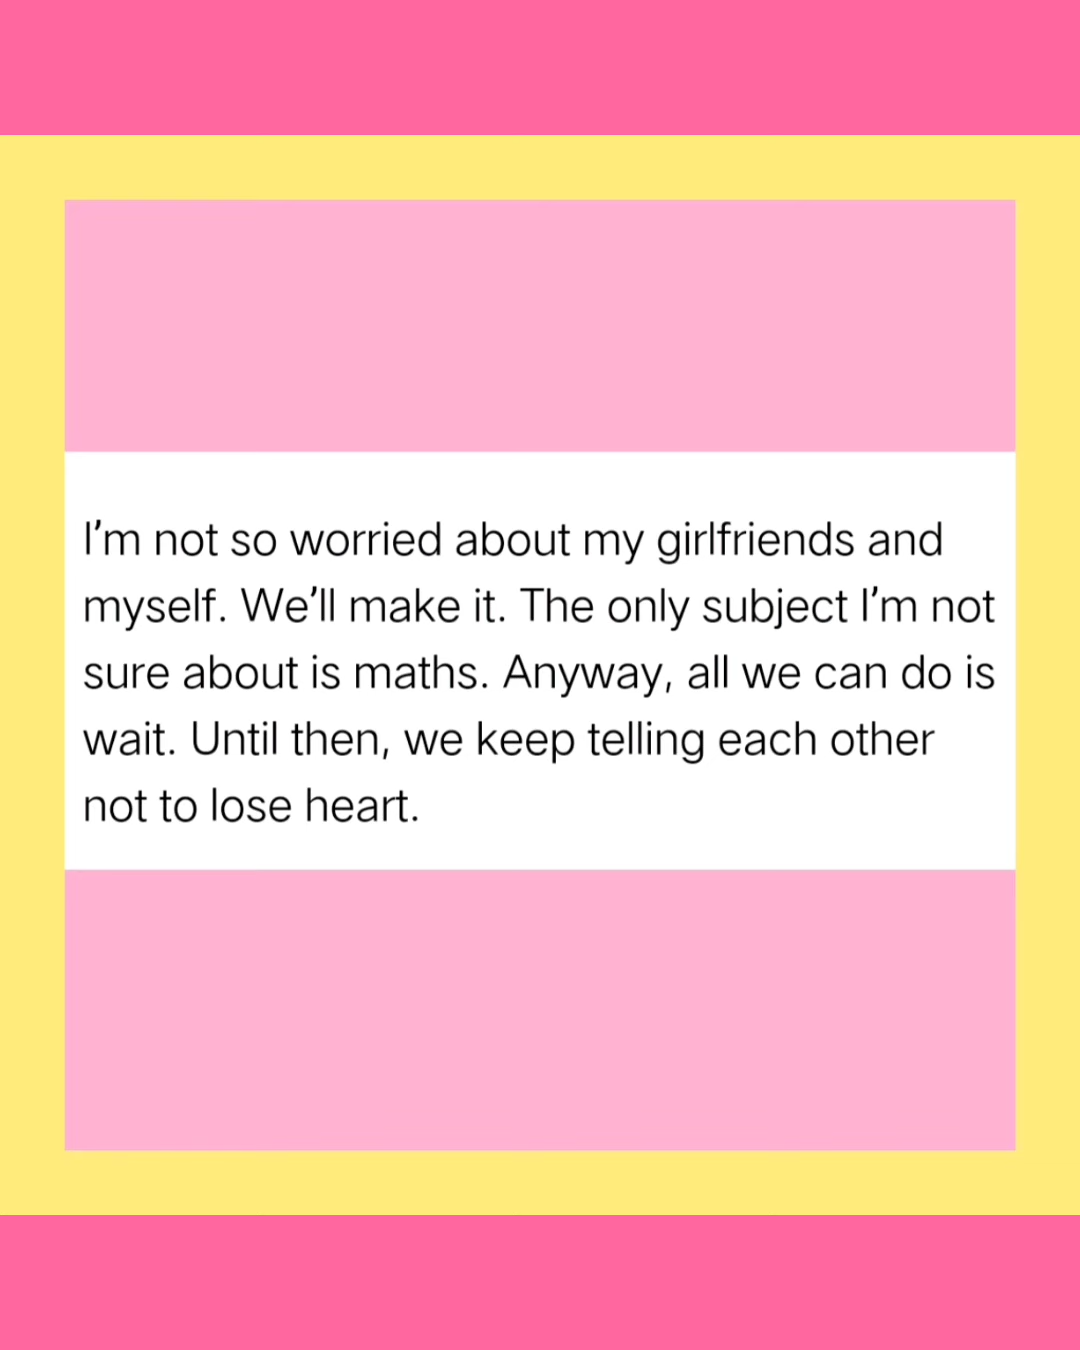 I’m not so worried about my girlfriends and
myself. We’ll make it. The only subject I’m not
sure about is maths. Anyway, all we can do is
wait. Until then, we keep telling each other
not to lose heart.